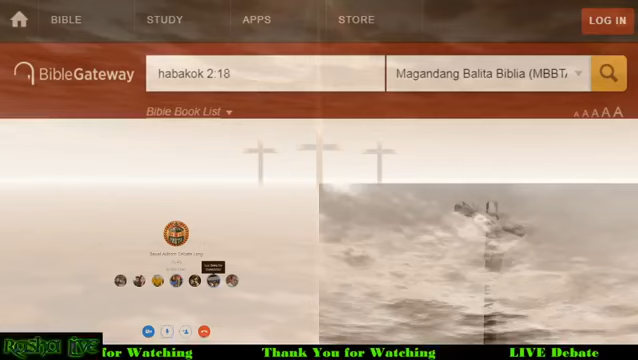 BIBLE STUDY APPS STORE LOG IN
BibleGateway habakok 2:18 Magandang Balita Biblia (MBBT
Bible Book List A A A A A
Rasha Live for Watching Thank You for Watching LIVE Debate